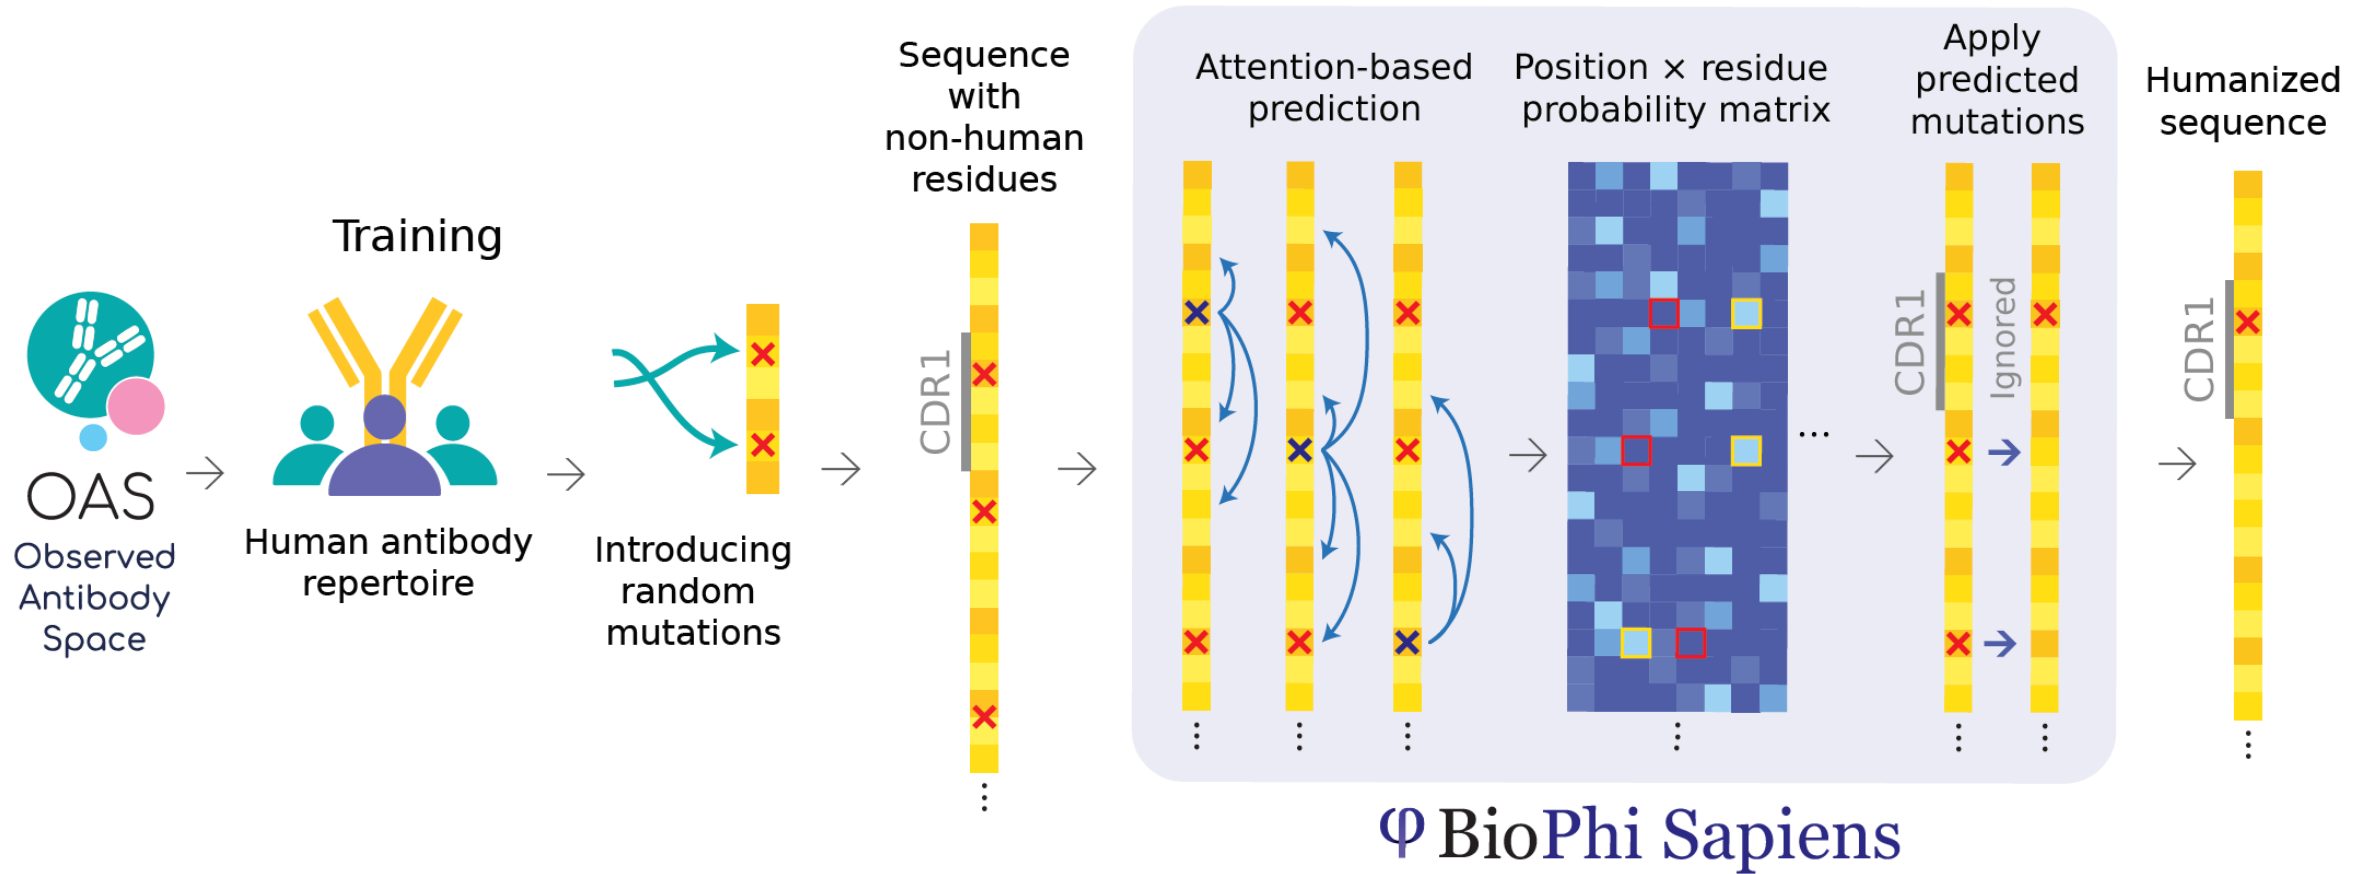 Training
OAS
Observed
Antibody
Space
Human antibody
repertoire
Introducing
random
mutations
Sequence
with
non-human
residues
CDR1
Attention-based
prediction
Position × residue
probability matrix
...
Apply
predicted
mutations
CDR1
Ignored
Humanized
sequence
CDR1
φ BioPhi Sapiens